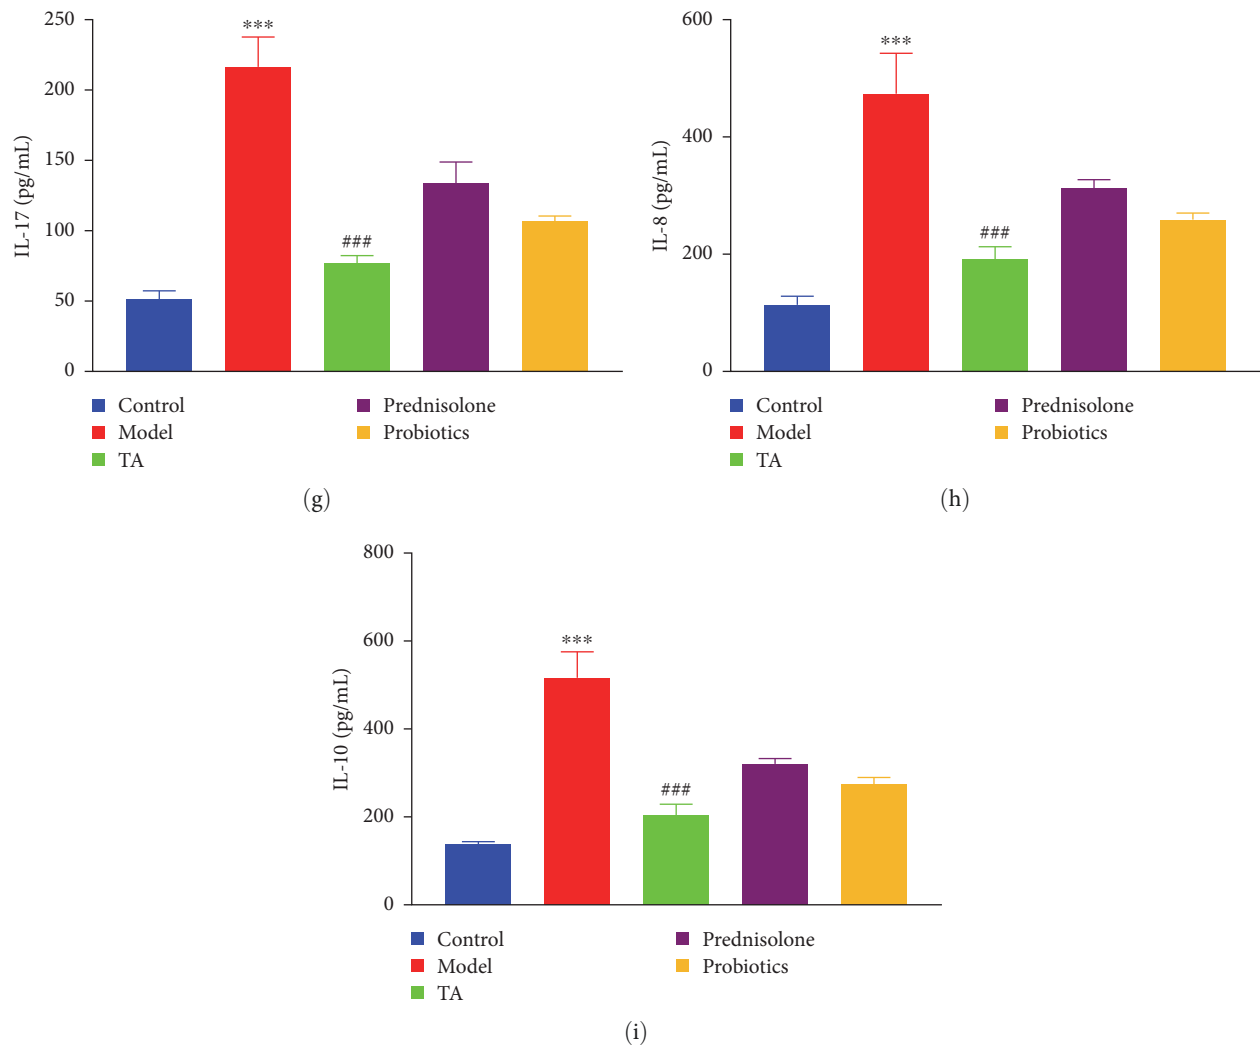 250
200
150
100
50
0
IL-17 (pg/mL)
***
###
Control
Model
TA
Prednisolone
Probiotics
(g)
600
400
200
0
IL-8 (pg/mL)
***
###
Control
Model
TA
Prednisolone
Probiotics
(h)
800
600
400
200
0
IL-10 (pg/mL)
***
###
Control
Model
TA
Prednisolone
Probiotics
(i)